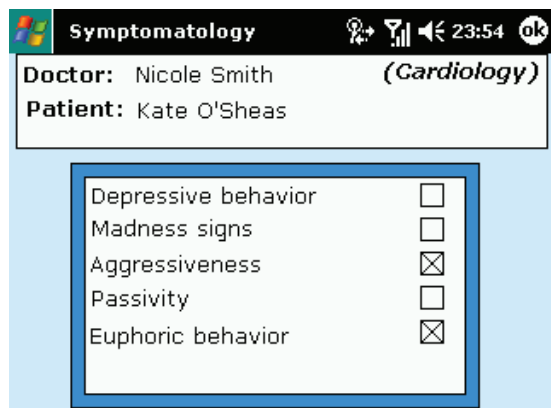 Symptomatology 23:54 ok
Doctor: Nicole Smith (Cardiology)
Patient: Kate O'Sheas
Depressive behavior
Madness signs
Aggressiveness
Passivity
Euphoric behavior